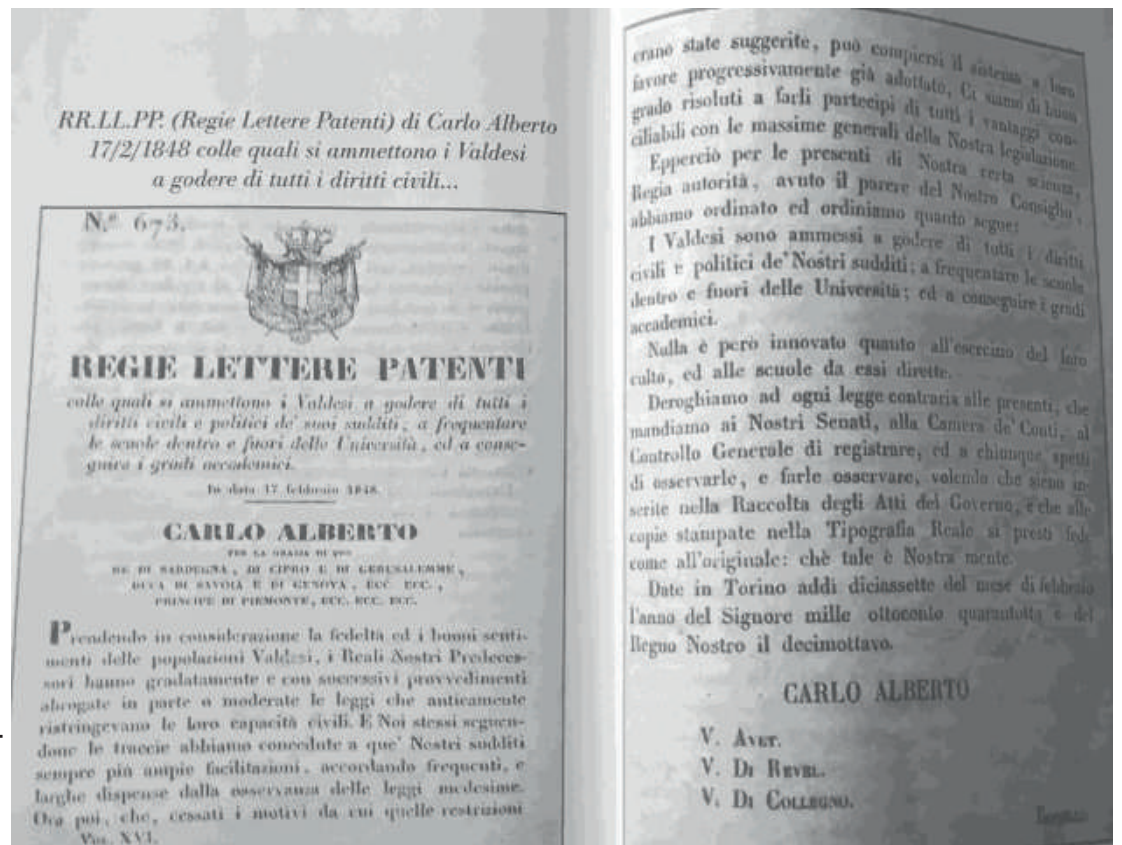 RR.LL.PP. (Regie Lettere Patenti) di Carlo Alberto
17/2/1848 colle quali si ammettono i Valdesi
a godere di tutti i diritti civili...
N.º 673.
REGIE LETTERE PATENTI
colle quali si ammettono i Valdesi a godere di tutti i
diritti civili e politici de' suoi sudditi, a frequentare
le scuole dentro e fuori delle Università, ed a conse-
guire i gradi accademici.
In data 17 febbraio 1848.
CARLO ALBERTO
PER LA GRAZIA DI DIO
RE DI SARDEGNA, DI CIPRO E DI GERUSALEMME,
DUCA DI SAVOIA E DI GENOVA, ECC. ECC.,
PRINCIPE DI PIEMONTE, ECC. ECC. ECC.
Prendendo in considerazione la fedeltà ed i buoni senti-
menti delle popolazioni Valdesi, i Reali Nostri Predeces-
sori hanno gradatamente e con successivi provvedimenti
abrogate in parte o moderate le leggi che anticamente
ristringevano le loro capacità civili. E Noi stessi seguen-
done le traccie abbiamo concedute a que' Nostri sudditi
sempre più ampie facilitazioni, accordando frequenti, e
larghe dispense dalla osservanza delle leggi medesime.
Ora poi, che, cessati i motivi da cui quelle restrizioni
Vol. XVI.
erano state suggerite, può compiersi il sistema a loro
favore progressivamente già adottato, Ci siamo di buon
grado risoluti a farli partecipi di tutti i vantaggi con-
ciliabili con le massime generali della Nostra legislazione.
Epperciò per le presenti di Nostra certa scienza,
Regia autorità, avuto il parere del Nostro Consiglio,
abbiamo ordinato ed ordiniamo quanto segue:
I Valdesi sono ammessi a godere di tutti i diritti
civili e politici de' Nostri sudditi; a frequentare le scuole
dentro e fuori delle Università; ed a conseguire i gradi
accademici.
Nulla è però innovato quanto all'esercizio del loro
culto, ed alle scuole da essi dirette.
Deroghiamo ad ogni legge contraria alle presenti, che
mandiamo ai Nostri Senati, alla Camera de' Conti, al
Controllo Generale di registrare, ed a chiunque spetti
di osservarle, e farle osservare, volendo che sieno in-
serite nella Raccolta degli Atti del Governo, e che alle
copie stampate nella Tipografia Reale si presti fede
come all'originale: chè tale è Nostra mente.
Date in Torino addì diciassette del mese di febbraio
l'anno del Signore mille ottocento quarantotto e del
Regno Nostro il decimottavo.
CARLO ALBERTO
V. AVET.
V. DI REVEL.
V. DI COLLEGNO.